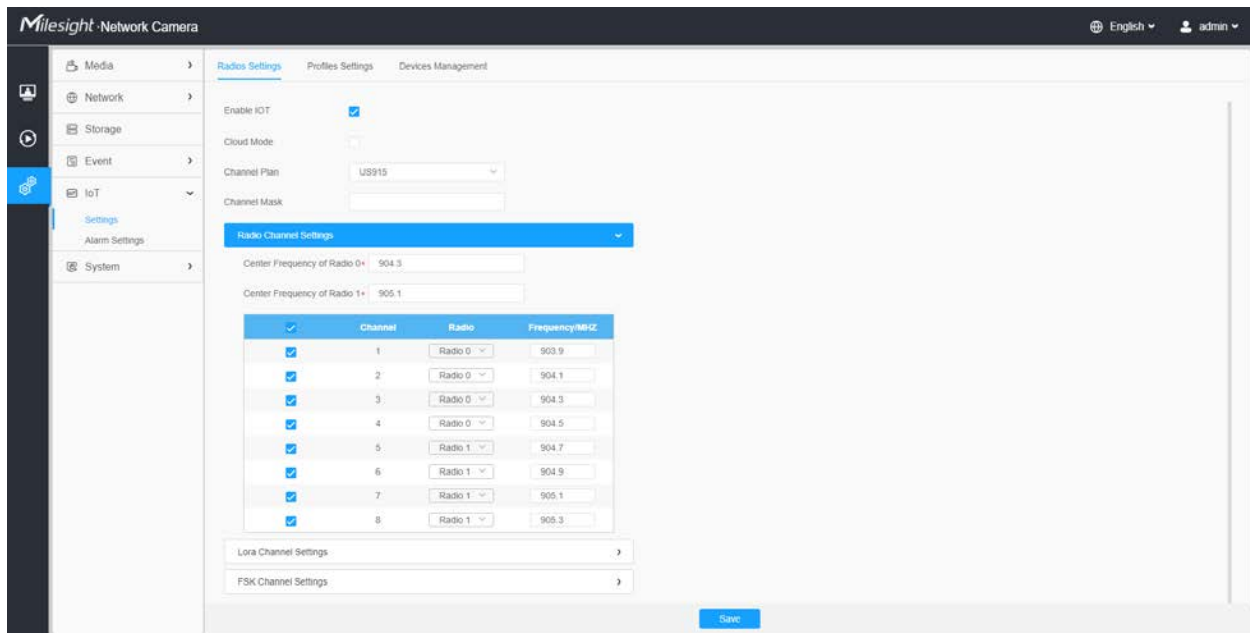 Milesight ·Network Camera
English
admin
Media
Network
Storage
Event
IoT
Settings
Alarm Settings
System
Radios Settings Profiles Settings Devices Management
Enable IOT
Cloud Mode
Channel Plan US915
Channel Mask
Radio Channel Settings
Center Frequency of Radio 0* 904.3
Center Frequency of Radio 1* 905.1
Channel Radio Frequency/MHZ
1 Radio 0 903.9
2 Radio 0 904.1
3 Radio 0 904.3
4 Radio 0 904.5
5 Radio 1 904.7
6 Radio 1 904.9
7 Radio 1 905.1
8 Radio 1 905.3
Lora Channel Settings
FSK Channel Settings
Save